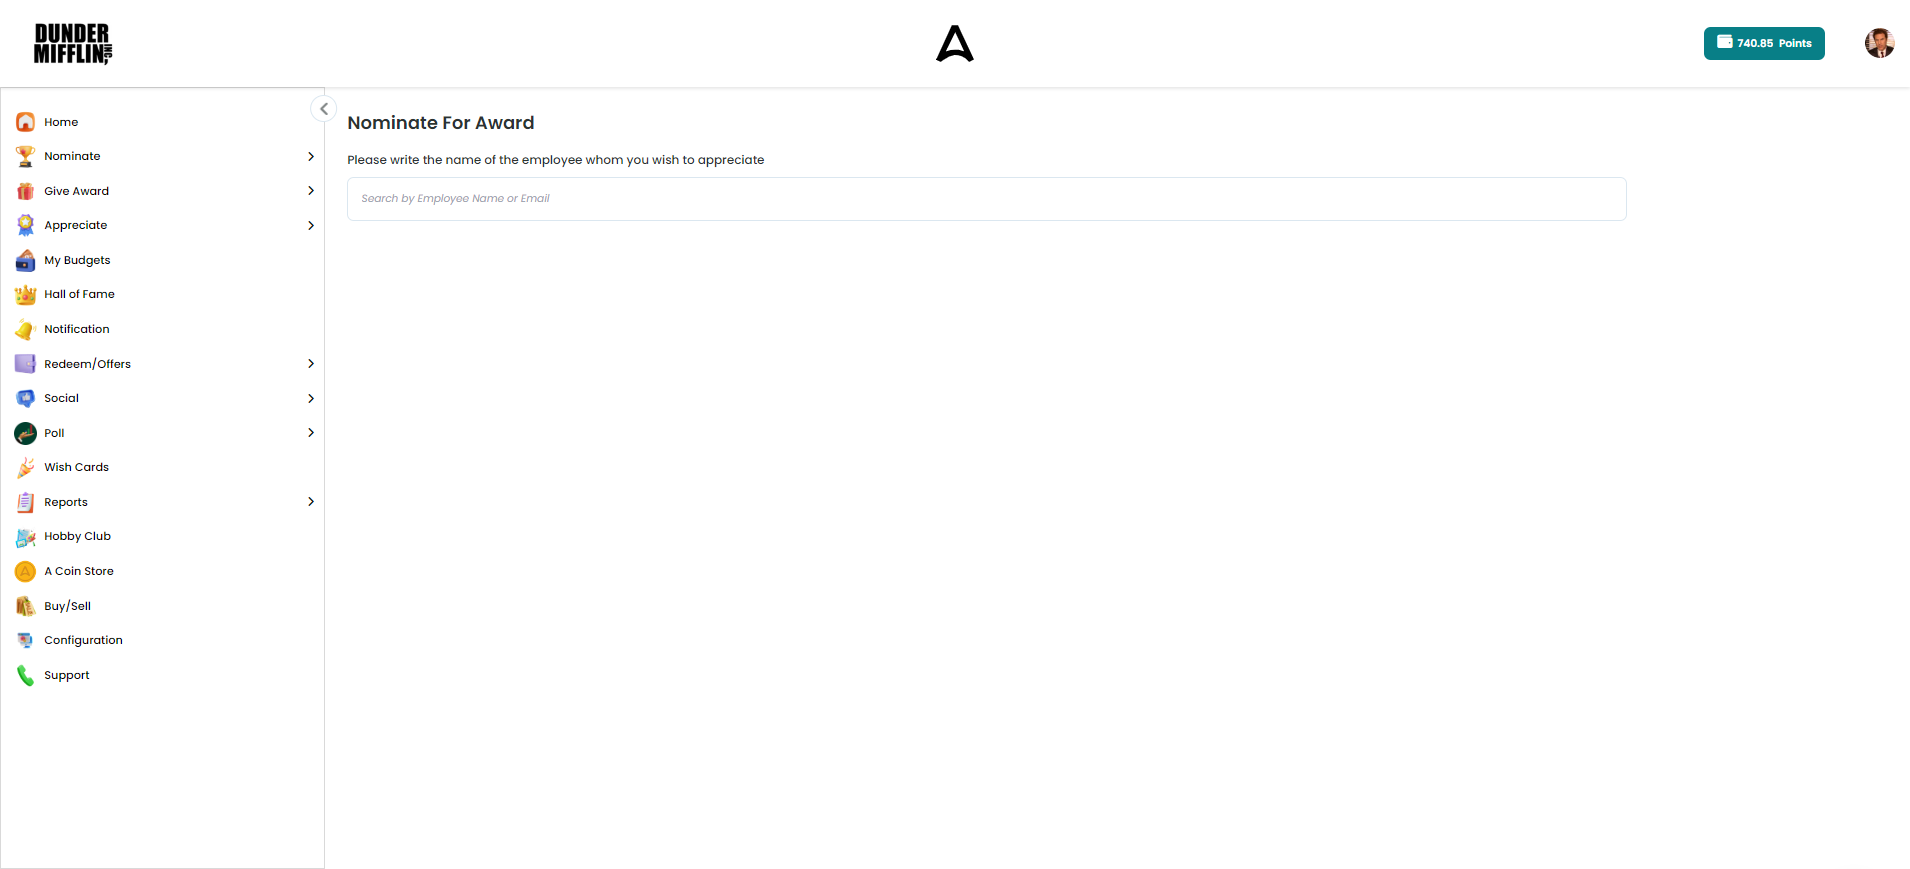 DUNDER
MIFFLIN, INC
740.85 Points
Home
Nominate
Give Award
Appreciate
My Budgets
Hall of Fame
Notification
Redeem/Offers
Social
Poll
Wish Cards
Reports
Hobby Club
A Coin Store
Buy/Sell
Configuration
Support
Nominate For Award
Please write the name of the employee whom you wish to appreciate
Search by Employee Name or Email